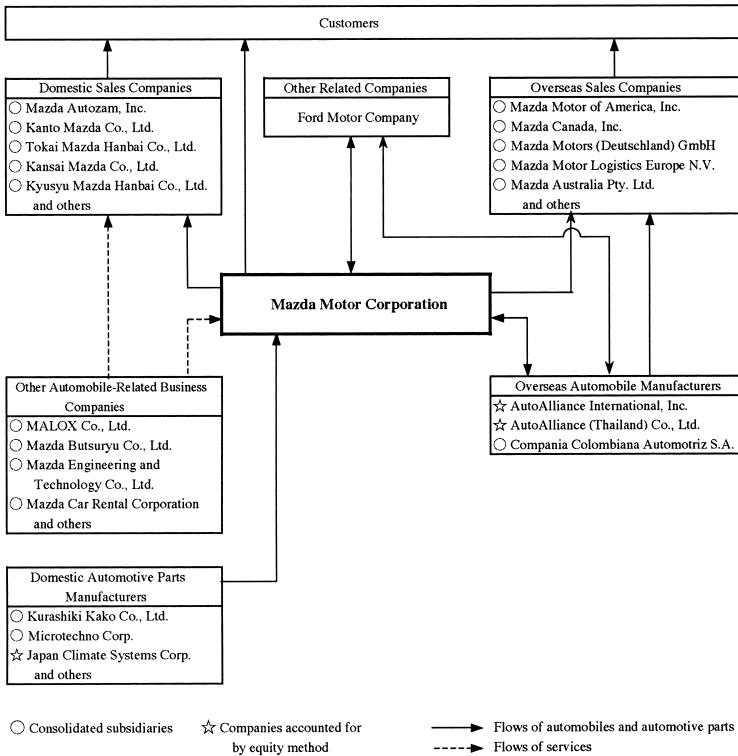 Customers
Domestic Sales Companies
○ Mazda Autozam, Inc.
○ Kanto Mazda Co., Ltd.
○ Tokai Mazda Hanbai Co., Ltd.
○ Kansai Mazda Co., Ltd.
○ Kyusyu Mazda Hanbai Co., Ltd.
and others
Other Related Companies
Ford Motor Company
Overseas Sales Companies
○ Mazda Motor of America, Inc.
○ Mazda Canada, Inc.
○ Mazda Motors (Deutschland) GmbH
○ Mazda Motor Logistics Europe N.V.
○ Mazda Australia Pty. Ltd.
and others
Mazda Motor Corporation
Other Automobile-Related Business
Companies
○ MALOX Co., Ltd.
○ Mazda Butsuryu Co., Ltd.
○ Mazda Engineering and
Technology Co., Ltd.
○ Mazda Car Rental Corporation
and others
Overseas Automobile Manufacturers
☆ AutoAlliance International, Inc.
☆ AutoAlliance (Thailand) Co., Ltd.
○ Compania Colombiana Automotriz S.A.
Domestic Automotive Parts
Manufacturers
○ Kurashiki Kako Co., Ltd.
○ Microtechno Corp.
☆ Japan Climate Systems Corp.
and others
○ Consolidated subsidiaries
☆ Companies accounted for
by equity method
Flows of automobiles and automotive parts
Flows of services